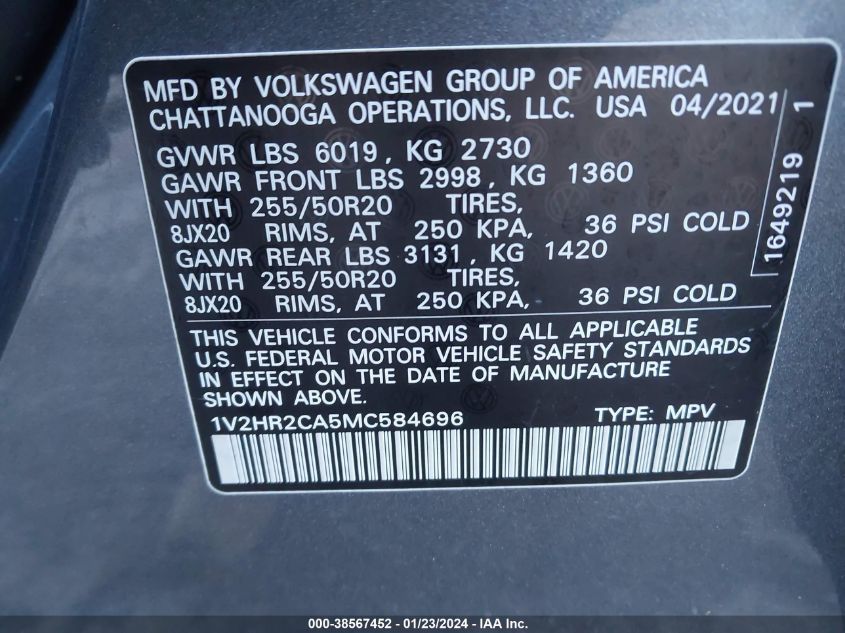 MFD BY VOLKSWAGEN GROUP OF AMERICA
CHATTANOOGA OPERATIONS, LLC. USA 04/2021
GVWR LBS 6019, KG 2730
GAWR FRONT LBS 2998, KG 1360
WITH 255/50R20 TIRES,
8JX20 RIMS, AT 250 KPA, 36 PSI COLD
GAWR REAR LBS 3131, KG 1420
WITH 255/50R20 TIRES,
8JX20 RIMS, AT 250 KPA, 36 PSI COLD
1649219 1
THIS VEHICLE CONFORMS TO ALL APPLICABLE
U.S. FEDERAL MOTOR VEHICLE SAFETY STANDARDS
IN EFFECT ON THE DATE OF MANUFACTURE
SHOWN ABOVE.
1V2HR2CA5MC584696 TYPE: MPV
000-38567452 - 01/23/2024 - IAAI.com